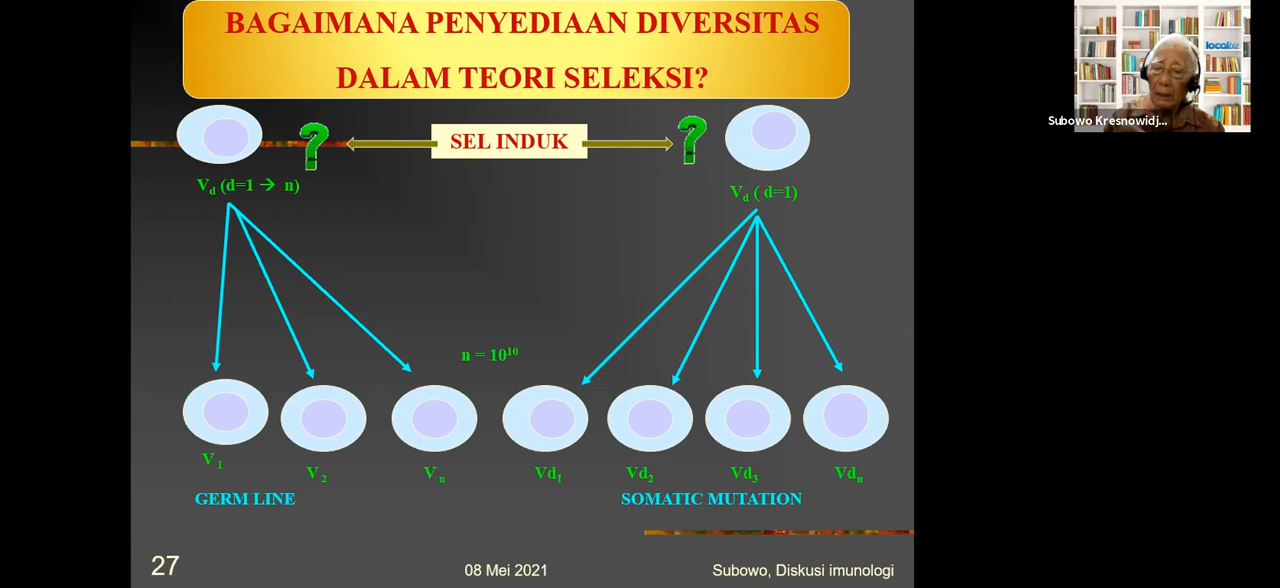 BAGAIMANA PENYEDIAAN DIVERSITAS
DALAM TEORI SELEKSI?
localbiz
Subowo Kresnowidj...
? SEL INDUK ?
Vd (d=1 → n)
Vd ( d=1)
n = 10¹⁰
V1 V2 Vn Vd1 Vd2 Vd3 Vdn
GERM LINE SOMATIC MUTATION
27 08 Mei 2021 Subowo, Diskusi imunologi